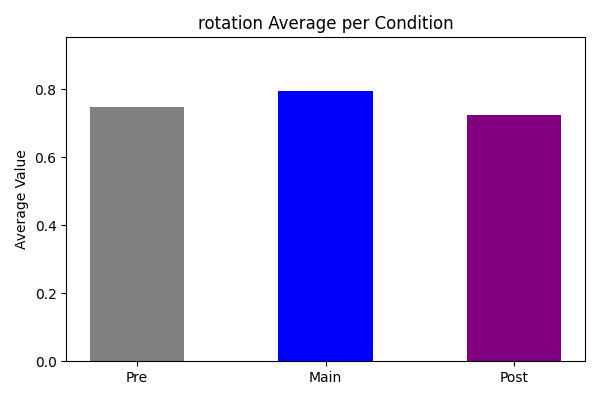 rotation Average per Condition
Average Value
0.8
0.6
0.4
0.2
0.0
Pre
Main
Post